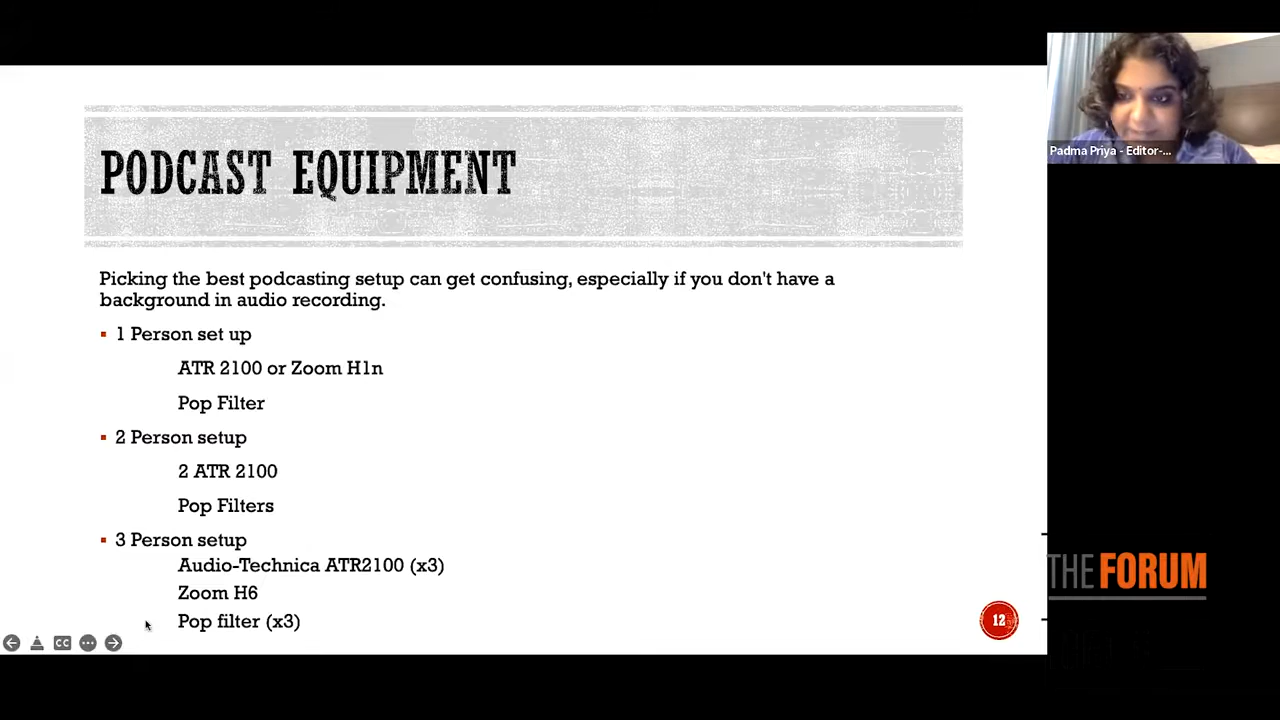 PODCAST EQUIPMENT
Picking the best podcasting setup can get confusing, especially if you don't have a
background in audio recording.
1 Person set up
ATR 2100 or Zoom H1n
Pop Filter
2 Person setup
2 ATR 2100
Pop Filters
3 Person setup
Audio-Technica ATR2100 (x3)
Zoom H6
Pop filter (x3)
12
CC
Padma Priya - Editor-...
THE FORUM